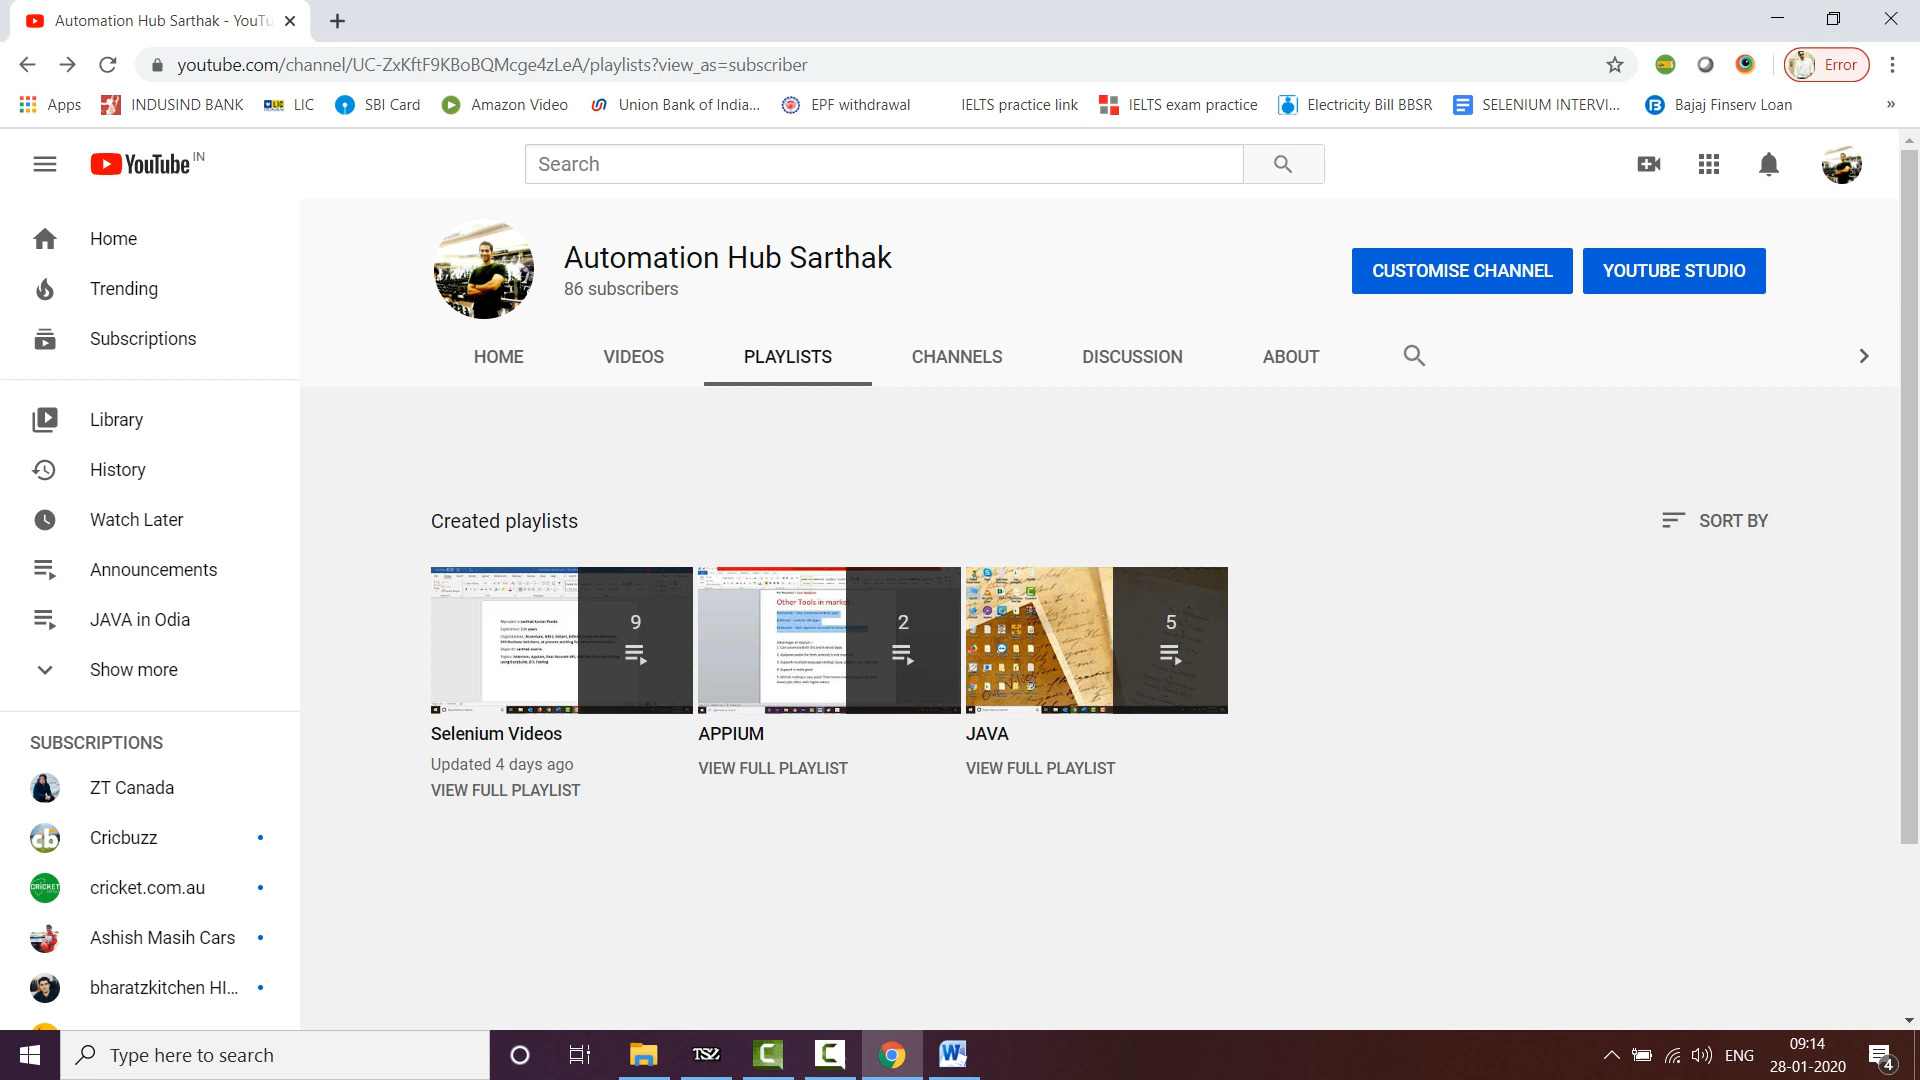 Automation Hub Sarthak - YouTu
youtube.com/channel/UC-ZxKftF9KBoBQMcge4zLeA/playlists?view_as=subscriber
Error
Apps
INDUSIND BANK
LIC
SBI Card
Amazon Video
Union Bank of India...
EPF withdrawal
IELTS practice link
IELTS exam practice
Electricity Bill BBSR
SELENIUM INTERVI...
Bajaj Finserv Loan
»
YouTube IN
Search
Home
Trending
Subscriptions
Library
History
Watch Later
Announcements
JAVA in Odia
Show more
SUBSCRIPTIONS
ZT Canada
Cricbuzz
cricket.com.au
Ashish Masih Cars
bharatzkitchen HI...
Automation Hub Sarthak
86 subscribers
CUSTOMISE CHANNEL
YOUTUBE STUDIO
HOME
VIDEOS
PLAYLISTS
CHANNELS
DISCUSSION
ABOUT
Created playlists
SORT BY
9
Other Tools in market
2
5
Selenium Videos
Updated 4 days ago
VIEW FULL PLAYLIST
APPIUM
VIEW FULL PLAYLIST
JAVA
VIEW FULL PLAYLIST
Type here to search
ENG
09:14
28-01-2020
4